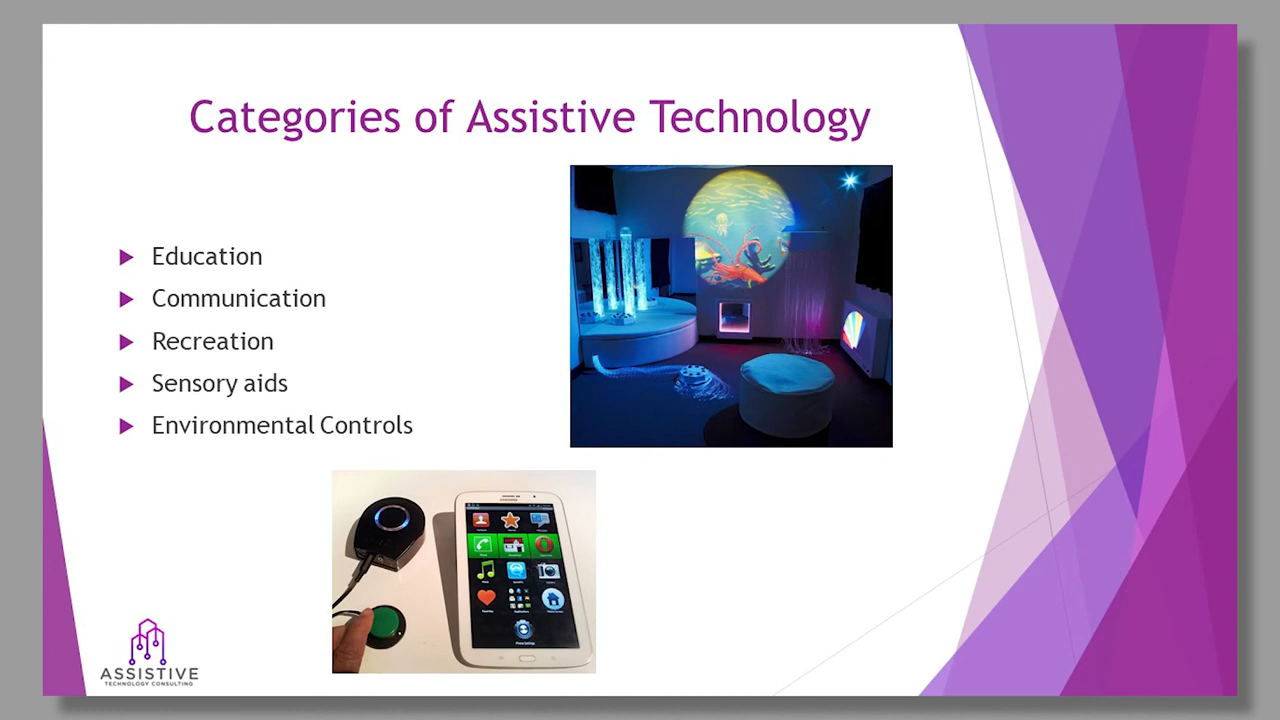 Categories of Assistive Technology
Education
Communication
Recreation
Sensory aids
Environmental Controls
ASSISTIVE
TECHNOLOGY CONSULTING